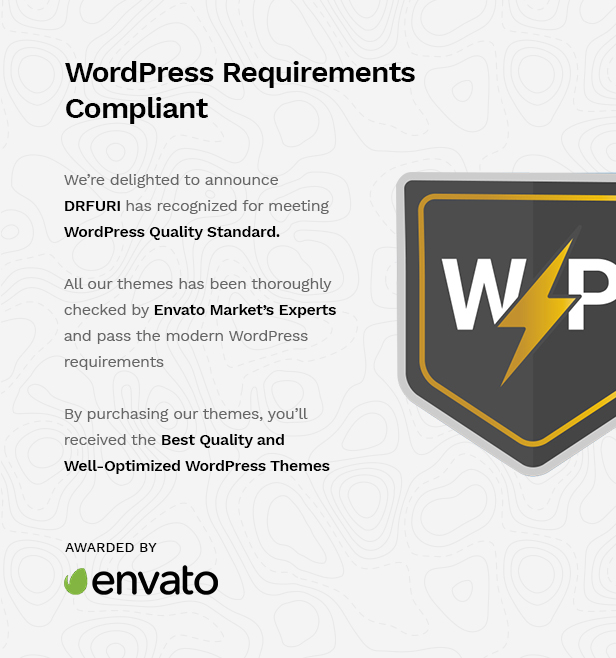 WordPress Requirements
Compliant
We're delighted to announce
DRFURI has recognized for meeting
WordPress Quality Standard.
All our themes has been thoroughly
checked by Envato Market's Experts
and pass the modern WordPress
requirements
By purchasing our themes, you'll
received the Best Quality and
Well-Optimized WordPress Themes
WP
AWARDED BY
envato